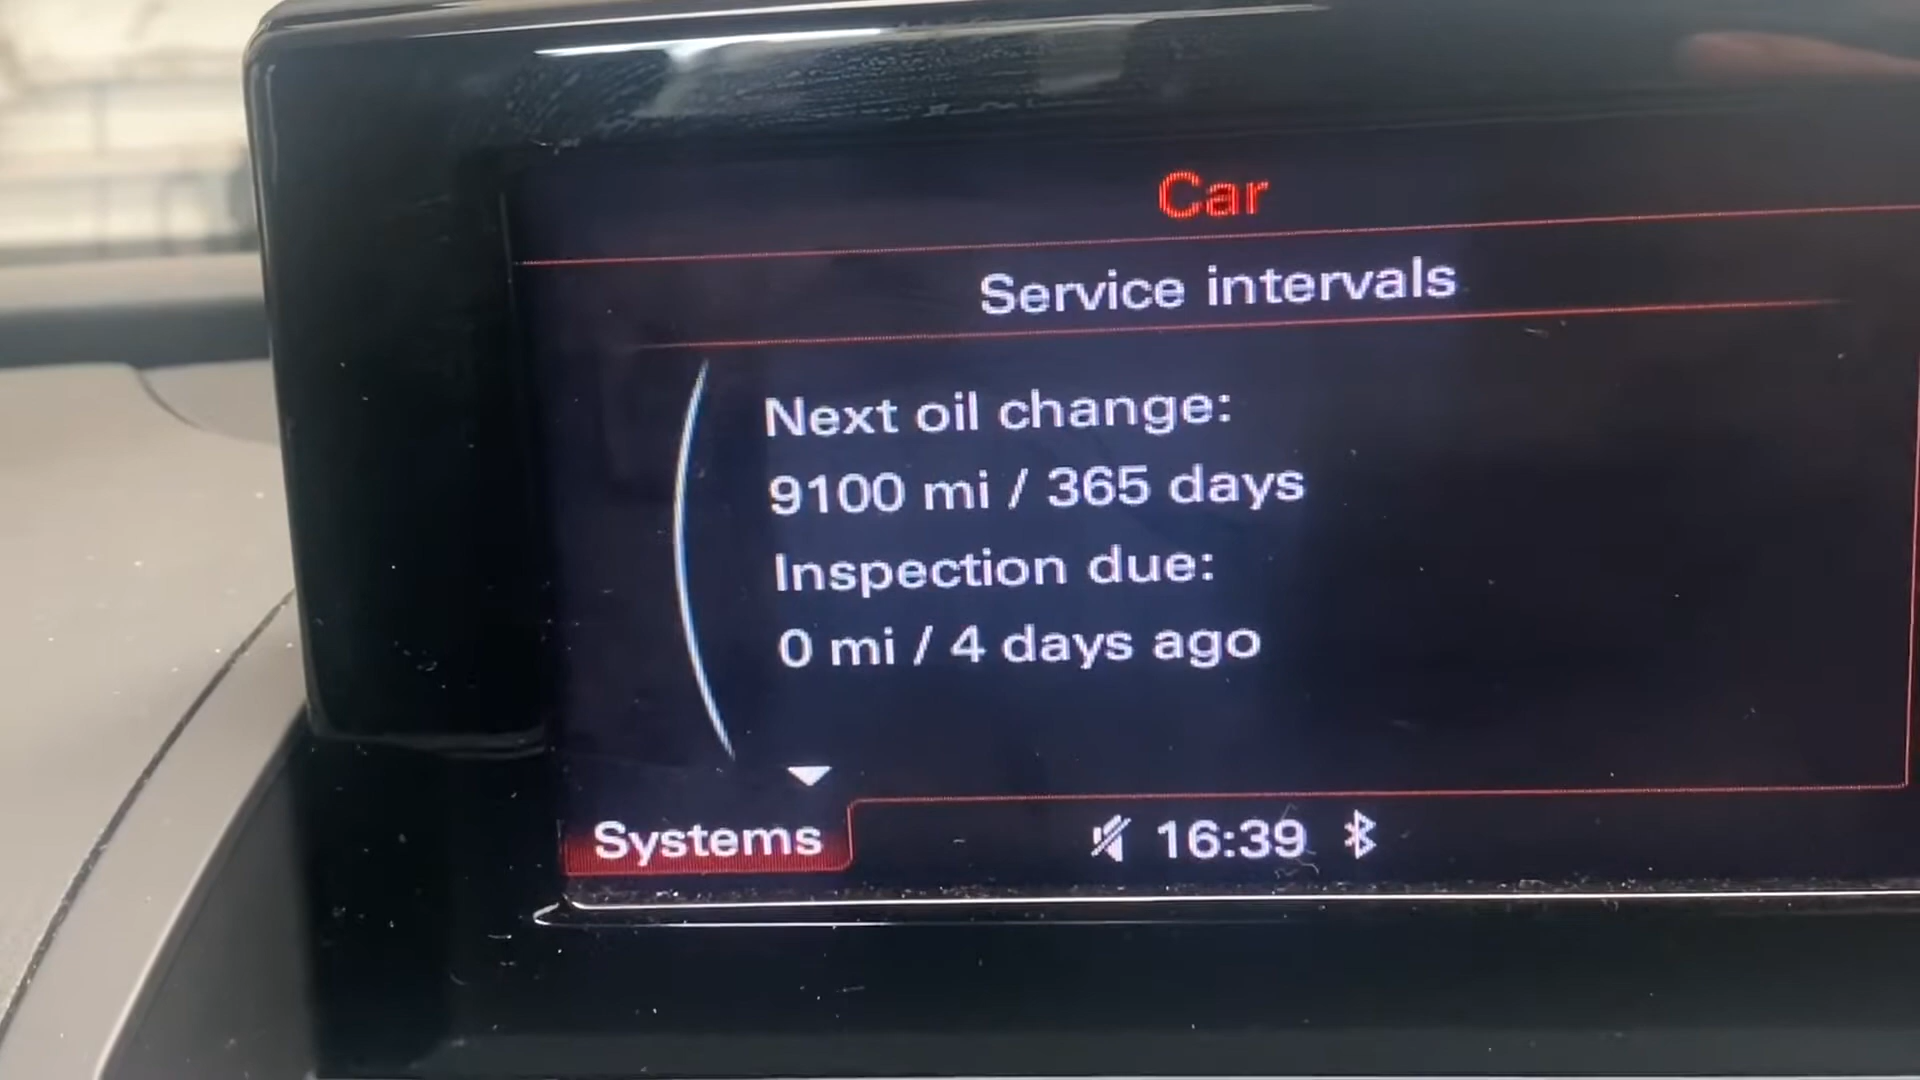 Car
Service intervals
Next oil change:
9100 mi / 365 days
Inspection due:
0 mi / 4 days ago
Systems
16:39